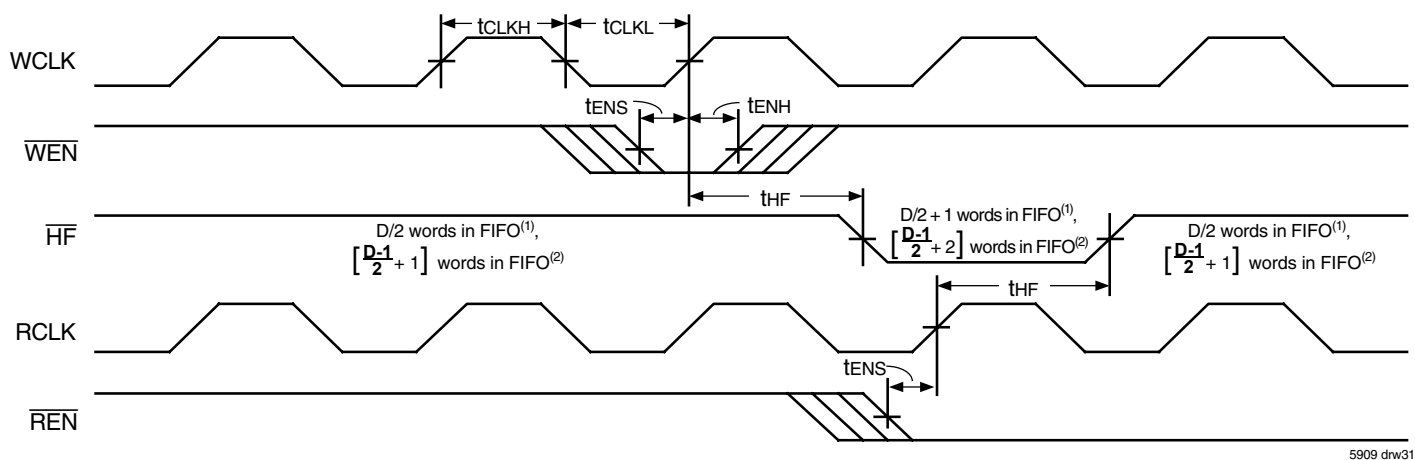 tCLKH
tCLKL
WCLK
tENS
tENH
WEN
tHF
HF
D/2 words in FIFO(1),
[D-1/2 + 1] words in FIFO(2)
D/2 + 1 words in FIFO(1),
[D-1/2 + 2] words in FIFO(2)
D/2 words in FIFO(1),
[D-1/2 + 1] words in FIFO(2)
tHF
RCLK
tENS
REN
5909 drw31